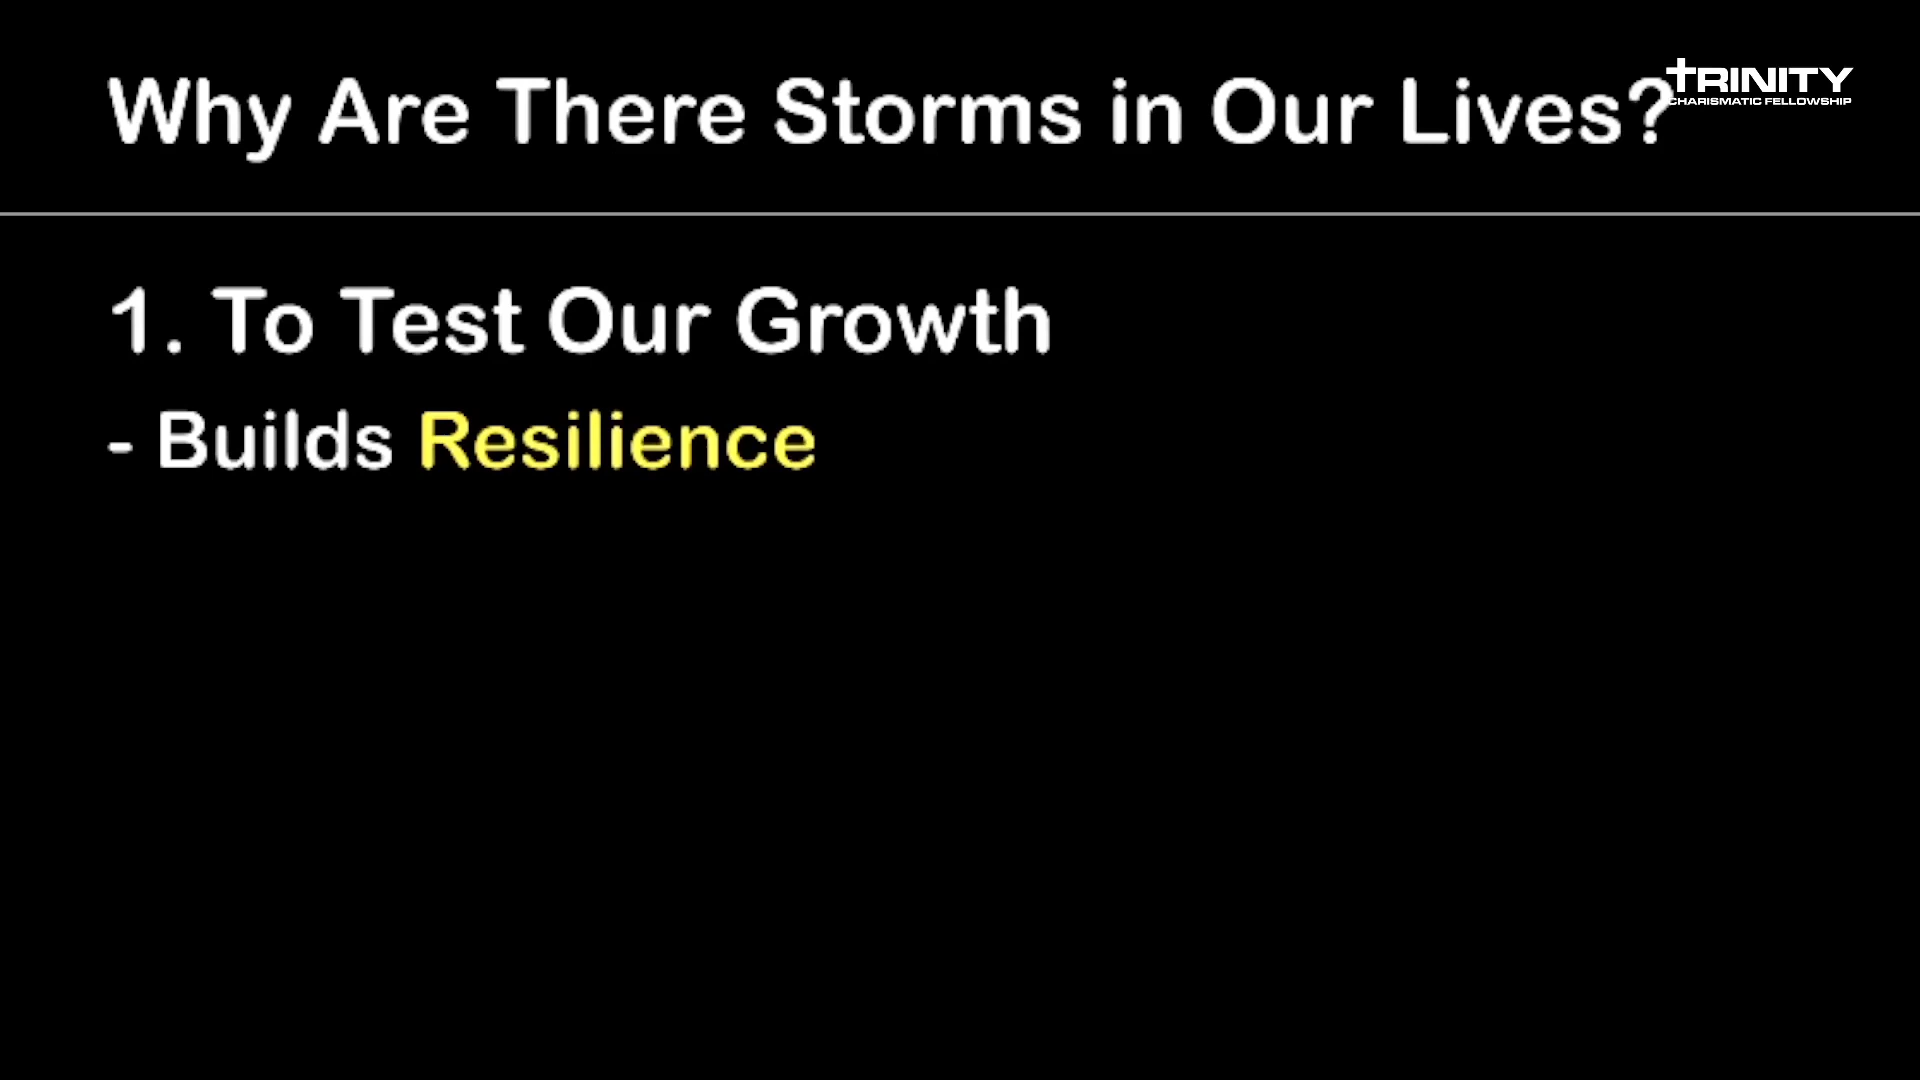 Why Are There Storms in Our Lives?
TRINITY
CHARISMATIC FELLOWSHIP
1. To Test Our Growth
- Builds Resilience